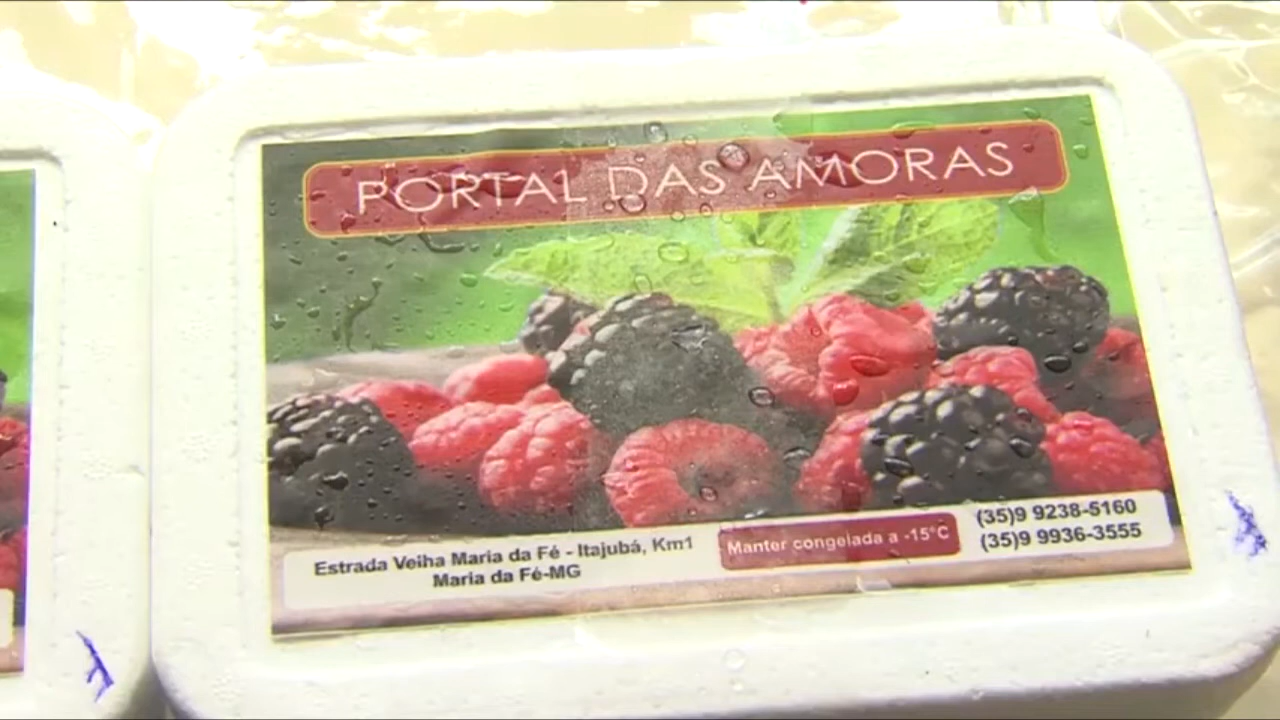 PORTAL DAS AMORAS
Estrada Velha Maria da Fé - Itajubá, Km1
Maria da Fé-MG
Manter congelada a -15°C
(35)9 9238-5160
(35)9 9936-3555